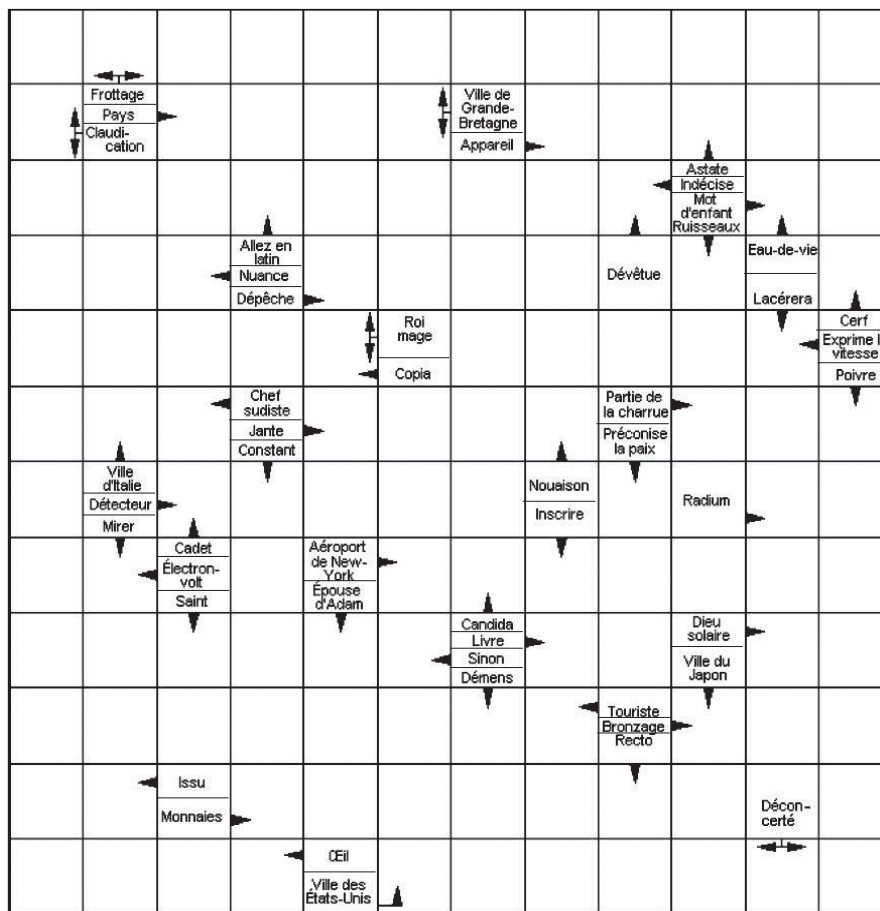 Frottage
Pays
Claudi-
cation
Ville de
Grande-
Bretagne
Appareil
Astate
Indécise
Mot
d'enfant
Ruisseaux
Allez en
latin
Nuance
Dépêche
Dévêtue
Eau-de-vie
Lacérera
Roi
mage
Copia
Cerf
Exprime l
vitesse
Poivre
Chef
sudiste
Jante
Constant
Partie de
la charrue
Préconise
la paix
Ville
d'Italie
Détecteur
Mirer
Nouaison
Inscrire
Radium
Cadet
Électron-
volt
Saint
Aéroport
de New-
York
Épouse
d'Adam
Candida
Livre
Sinon
Démens
Dieu
solaire
Ville du
Japon
Touriste
Bronzage
Recto
Issu
Monnaies
Décon-
certé
Œil
Ville des
États-Unis